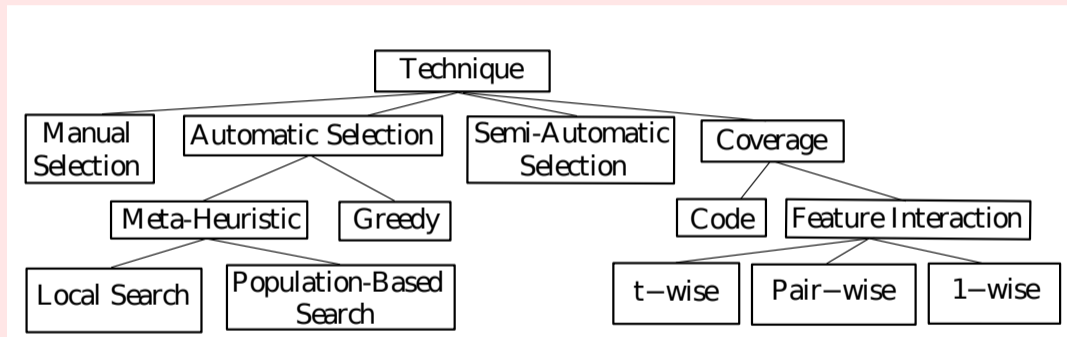 Technique
Manual
Selection
Automatic Selection
Semi-Automatic
Selection
Coverage
Meta-Heuristic
Greedy
Code
Feature Interaction
Local Search
Population-Based
Search
t–wise
Pair–wise
1–wise